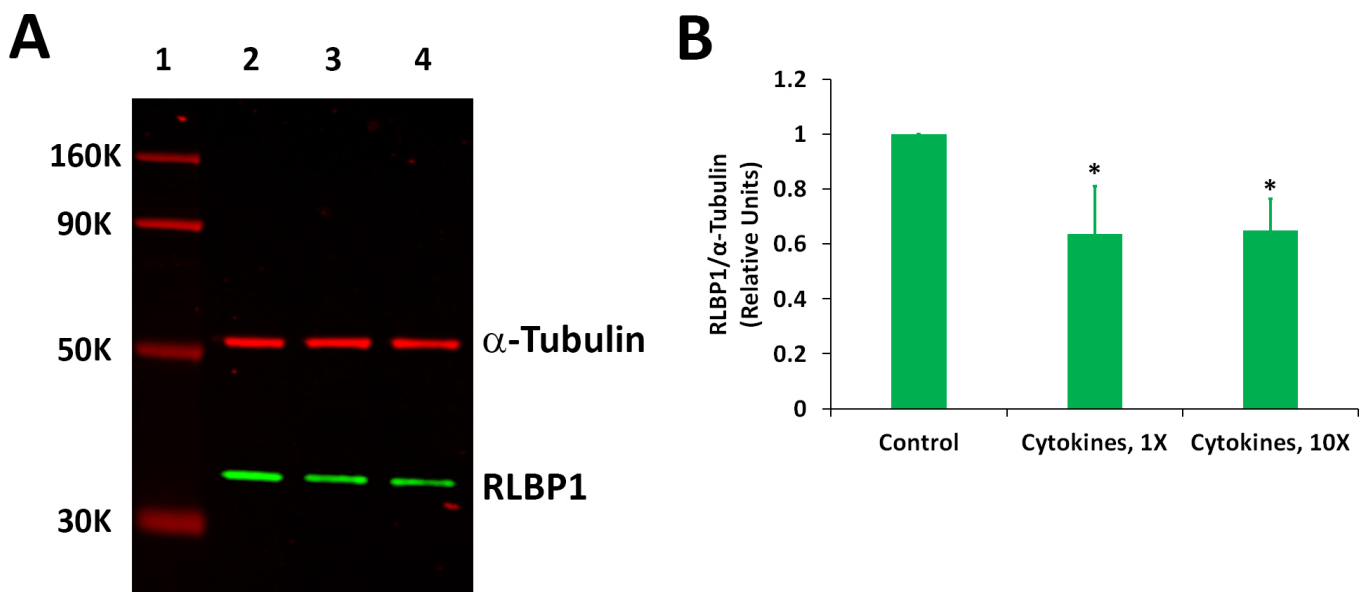 A
1 2 3 4
160K
90K
50K
30K
α-Tubulin
RLBP1
B
RLBP1/α-Tubulin
(Relative Units)
1.2
1
0.8
0.6
0.4
0.2
0
*
*
Control
Cytokines, 1X
Cytokines, 10X